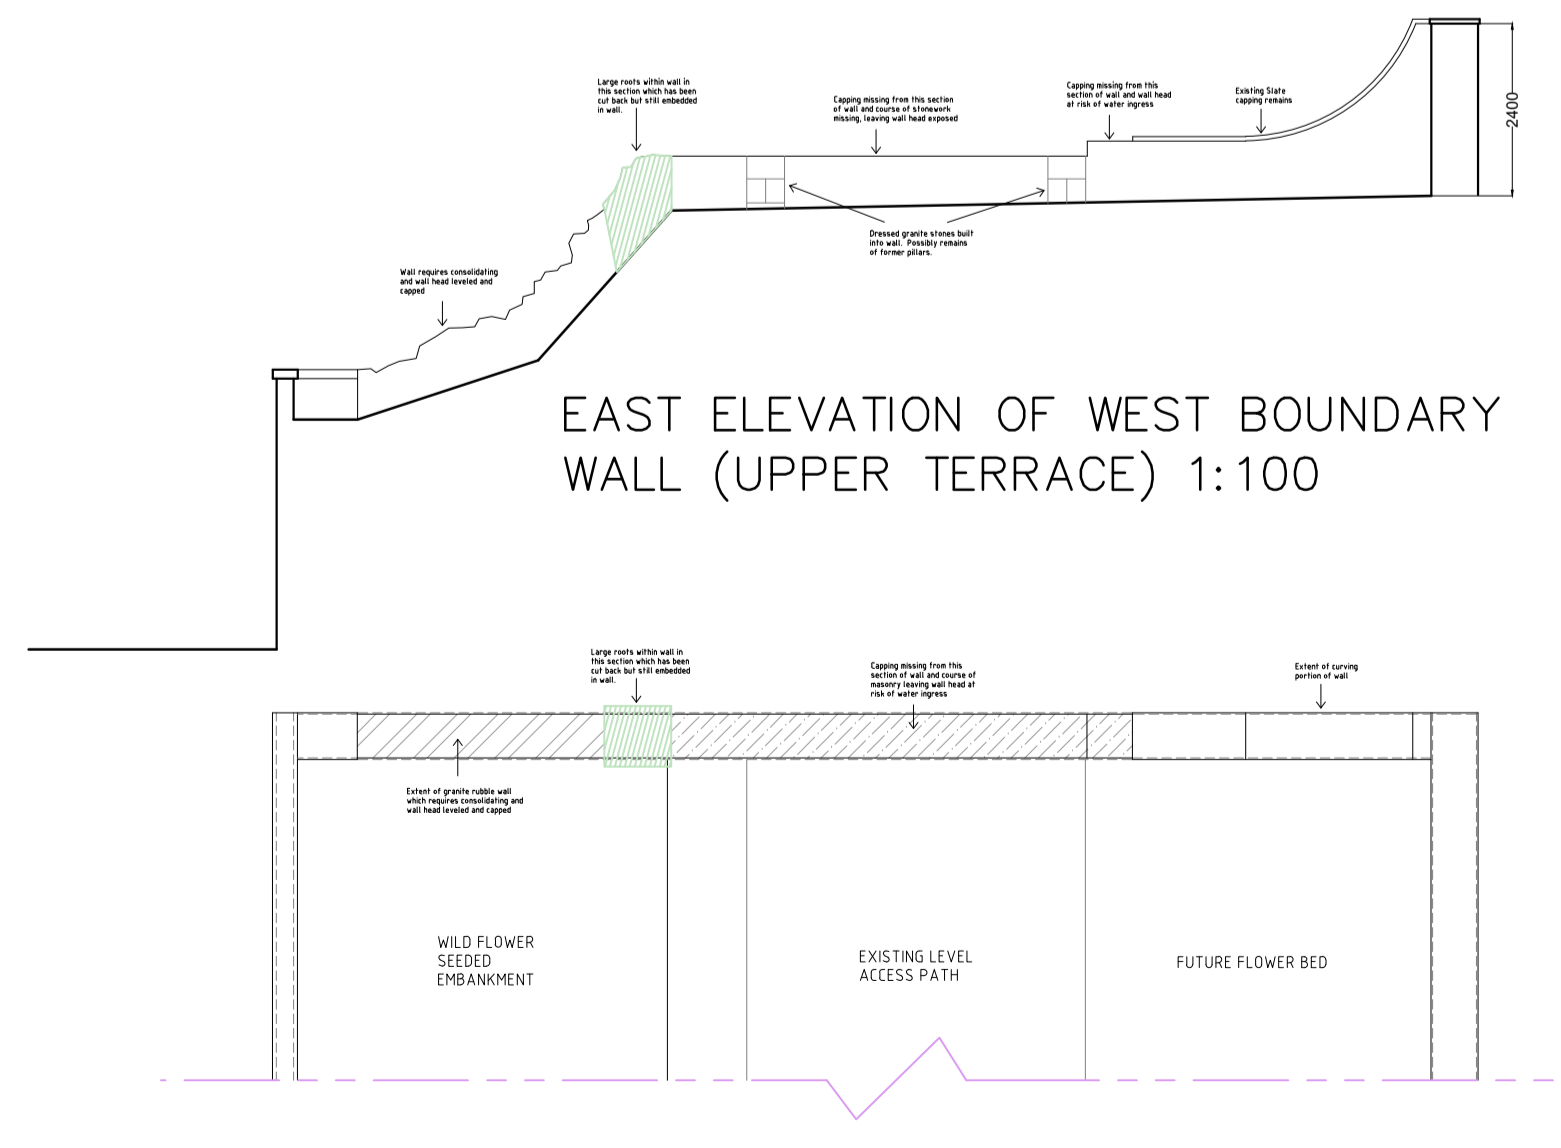 Large roots within wall in
this section which has been
cut back but still embedded
in wall.
Capping missing from this section
of wall and course of stonework
missing, leaving wall head exposed
Capping missing from this
section of wall and wall head
at risk of water ingress
Existing Slate
capping remains
2400
Dressed granite stones built
into wall. Possibly remains
of former pillars.
Wall requires consolidating
and wall head leveled and
capped
EAST ELEVATION OF WEST BOUNDARY
WALL (UPPER TERRACE) 1:100
Large roots within wall in
this section which has been
cut back but still embedded
in wall.
Capping missing from this
section of wall and course of
masonry leaving wall head at
risk of water ingress
Extent of curving
portion of wall
Extent of granite rubble wall
which requires consolidating and
wall head leveled and capped
WILD FLOWER
SEEDED
EMBANKMENT
EXISTING LEVEL
ACCESS PATH
FUTURE FLOWER BED